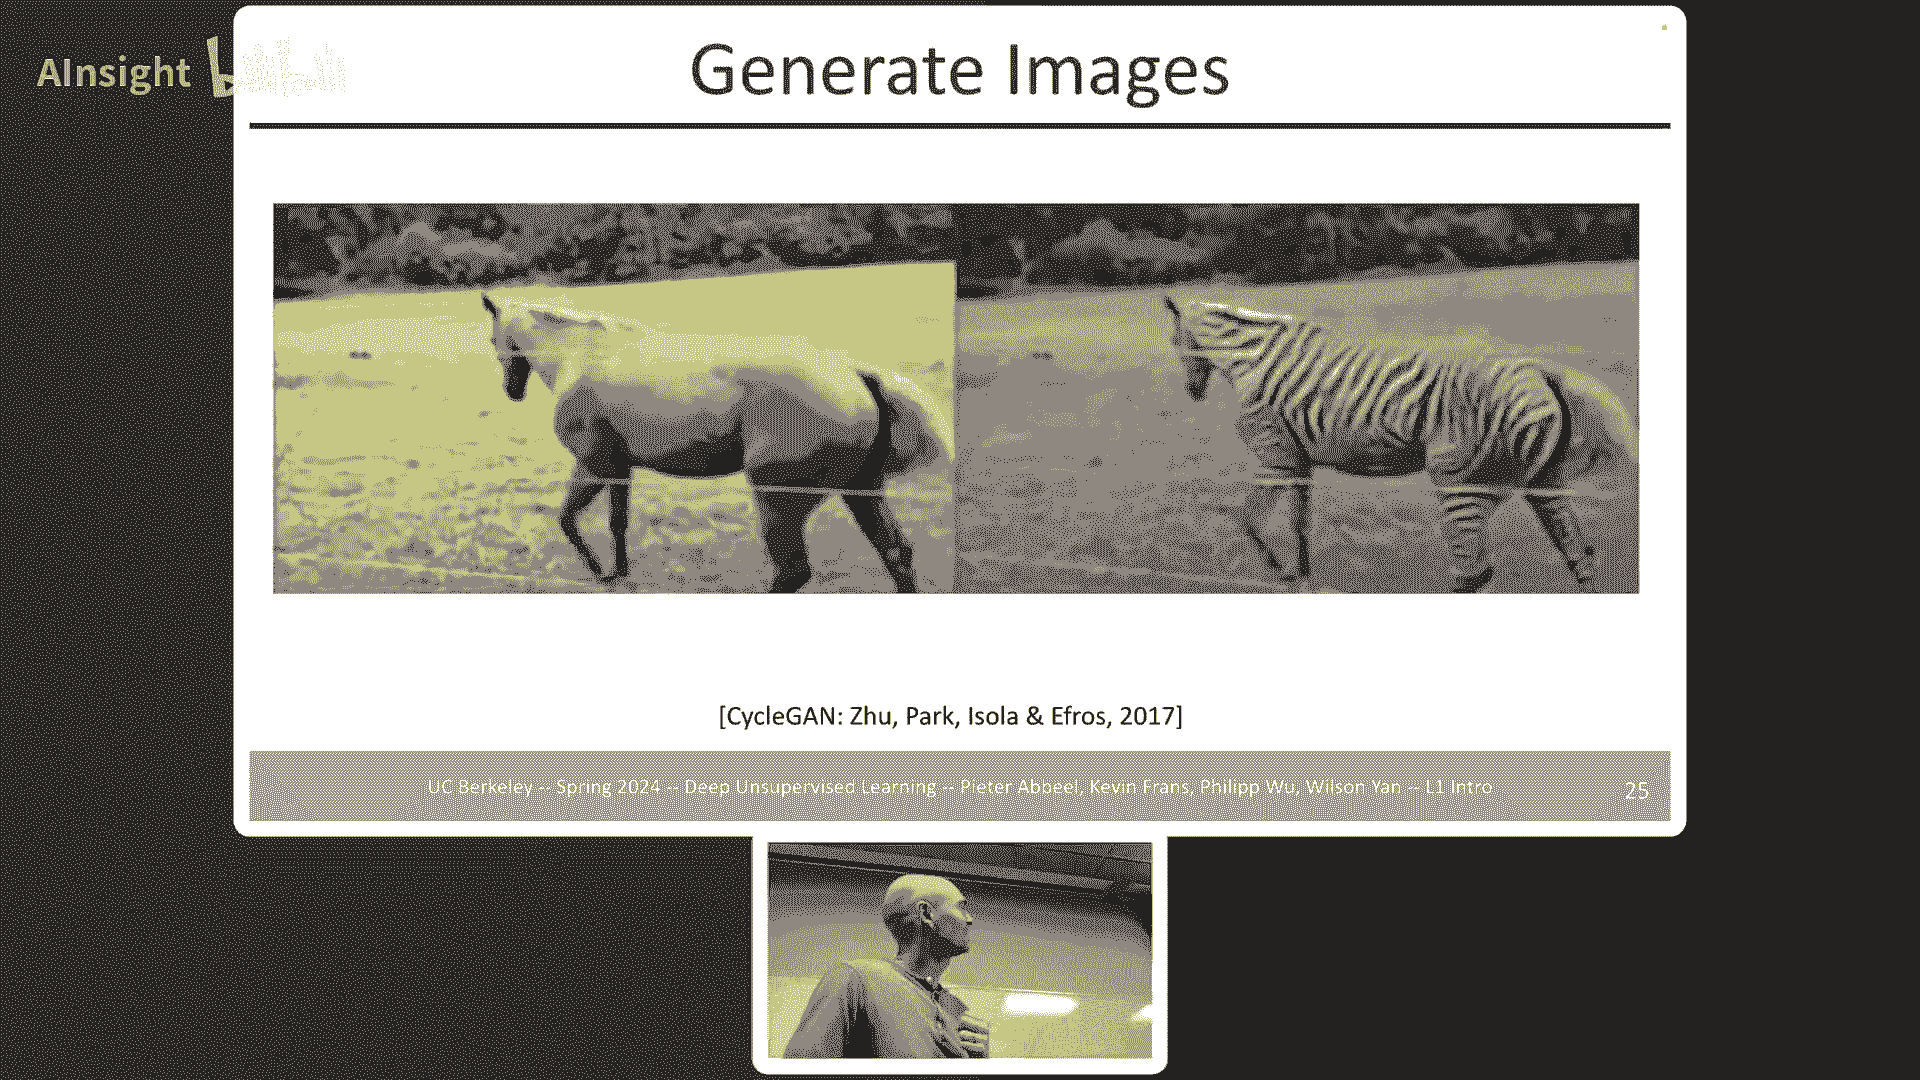 AInsight
Generate Images
[CycleGAN: Zhu, Park, Isola & Efros, 2017]
UC Berkeley -- Spring 2024 -- Deep Unsupervised Learning -- Pieter Abbeel, Kevin Frans, Philipp Wu, Wilson Yan -- L1 Intro
25